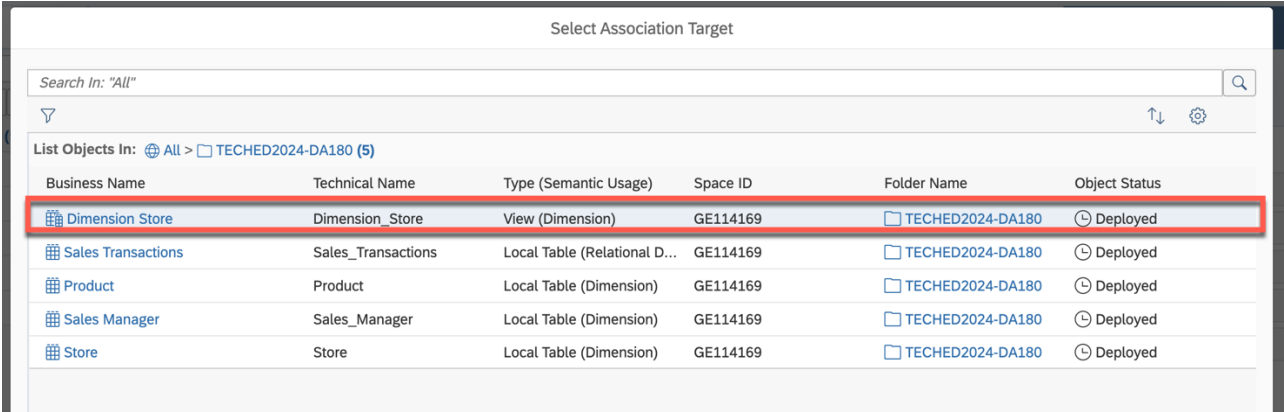 Select Association Target
Search In: "All"
List Objects In: All > TECHED2024-DA180 (5)
Business Name Technical Name Type (Semantic Usage) Space ID Folder Name Object Status
Dimension Store Dimension_Store View (Dimension) GE114169 TECHED2024-DA180 Deployed
Sales Transactions Sales_Transactions Local Table (Relational D... GE114169 TECHED2024-DA180 Deployed
Product Product Local Table (Dimension) GE114169 TECHED2024-DA180 Deployed
Sales Manager Sales_Manager Local Table (Dimension) GE114169 TECHED2024-DA180 Deployed
Store Store Local Table (Dimension) GE114169 TECHED2024-DA180 Deployed